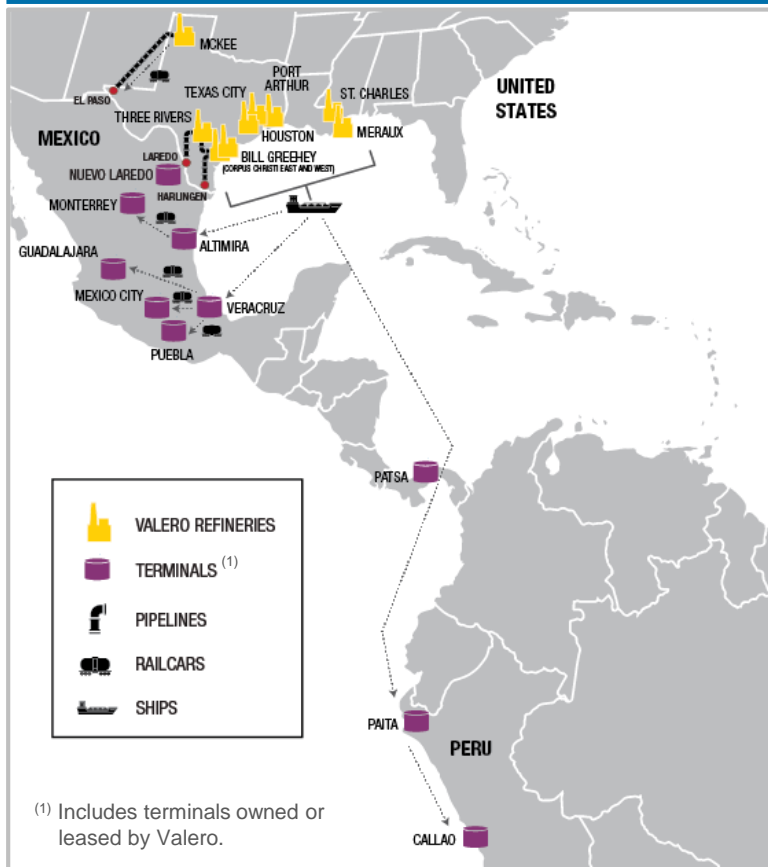 MCKEE
EL PASO
TEXAS CITY
PORT
ARTHUR
ST. CHARLES
UNITED
STATES
THREE RIVERS
HOUSTON
MERAUX
MEXICO
LAREDO
BILL GREEHEY
(CORPUS CHRISTI EAST AND WEST)
NUEVO LAREDO
HARLINGEN
MONTERREY
ALTIMIRA
GUADALAJARA
MEXICO CITY
VERACRUZ
PUEBLA
PATSA
VALERO REFINERIES
TERMINALS (1)
PIPELINES
RAILCARS
SHIPS
PAITA
PERU
CALLAO
(1) Includes terminals owned or
leased by Valero.